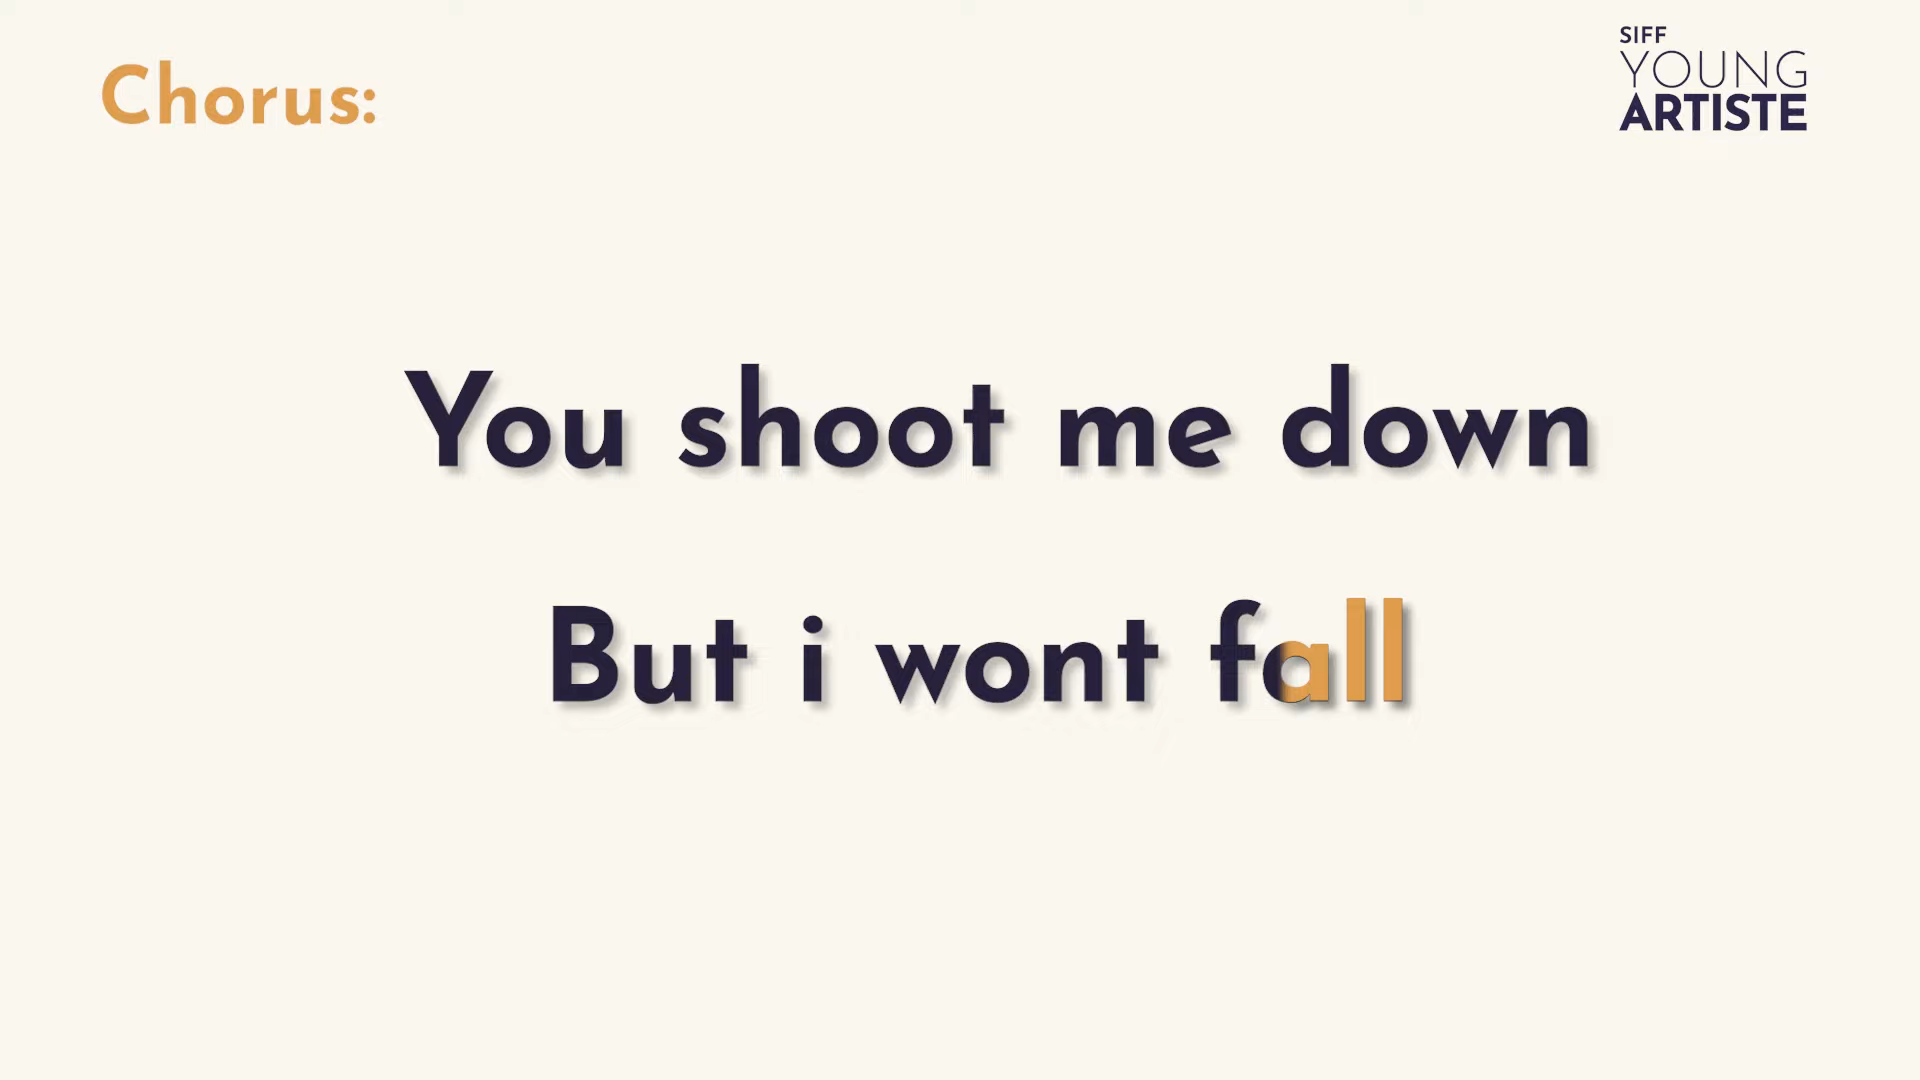 Chorus:
SIFF
YOUNG
ARTISTE
You shoot me down
But i wont fall